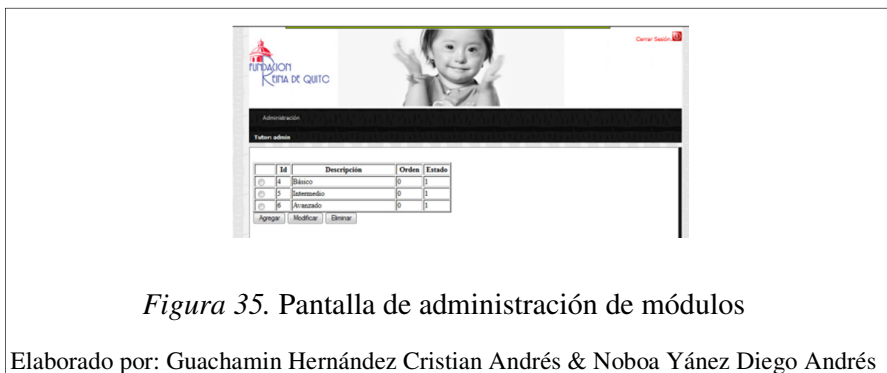 Cerrar Sesión
FUNDACION
REINA DE QUITO
Administración
Tutor: admin
Id Descripción Orden Estado
4 Básico 0 1
5 Intermedio 0 1
6 Avanzado 0 1
Agregar Modificar Eliminar
Figura 35. Pantalla de administración de módulos
Elaborado por: Guachamin Hernández Cristian Andrés & Noboa Yánez Diego Andrés